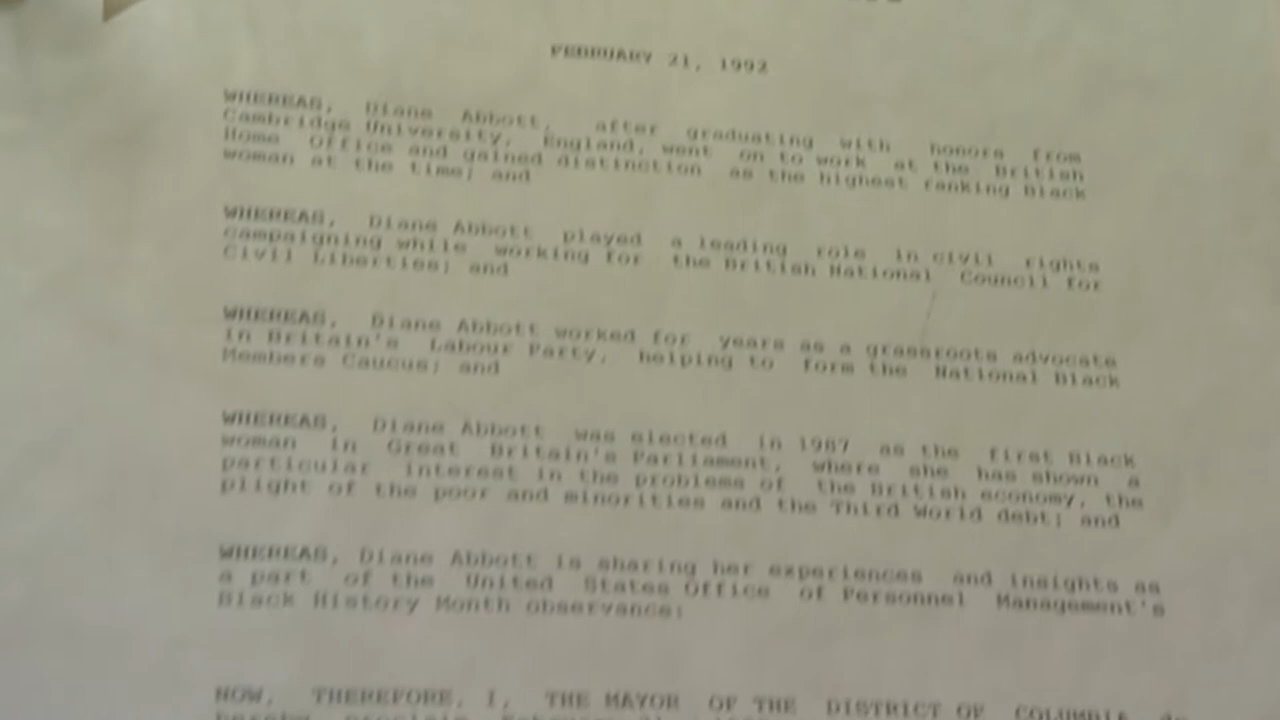 FEBRUARY 21, 1992
WHEREAS, Diane Abbott, after graduating with honors from
Cambridge University, England, went on to work at the British
Home Office and gained distinction as the highest ranking Black
woman at the time; and
WHEREAS, Diane Abbott played a leading role in civil rights
campaigning while working for the British National Council for
Civil Liberties; and
WHEREAS, Diane Abbott worked for years as a grassroots advocate
in Britain's Labour Party, helping to form the National Black
Members Caucus; and
WHEREAS, Diane Abbott was elected in 1987 as the first Black
woman in Great Britain's Parliament, where she has shown a
particular interest in the problems of the British economy, the
plight of the poor and minorities and the Third World debt; and
WHEREAS, Diane Abbott is sharing her experiences and insights as
a part of the United States Office of Personnel Management's
Black History Month observance:
NOW, THEREFORE, I, THE MAYOR OF THE DISTRICT OF COLUMBIA do